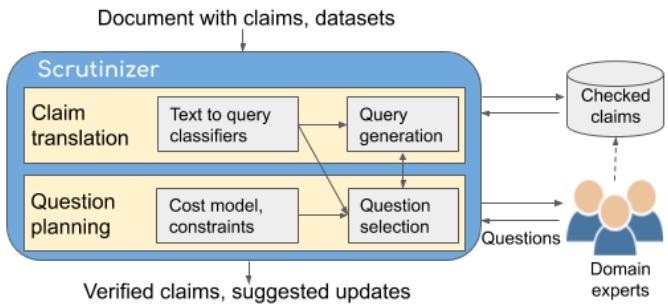 Document with claims, datasets
Scrutinizer
Claim
translation
Text to query
classifiers
Query
generation
Checked
claims
Question
planning
Cost model,
constraints
Question
selection
Questions
Domain
experts
Verified claims, suggested updates